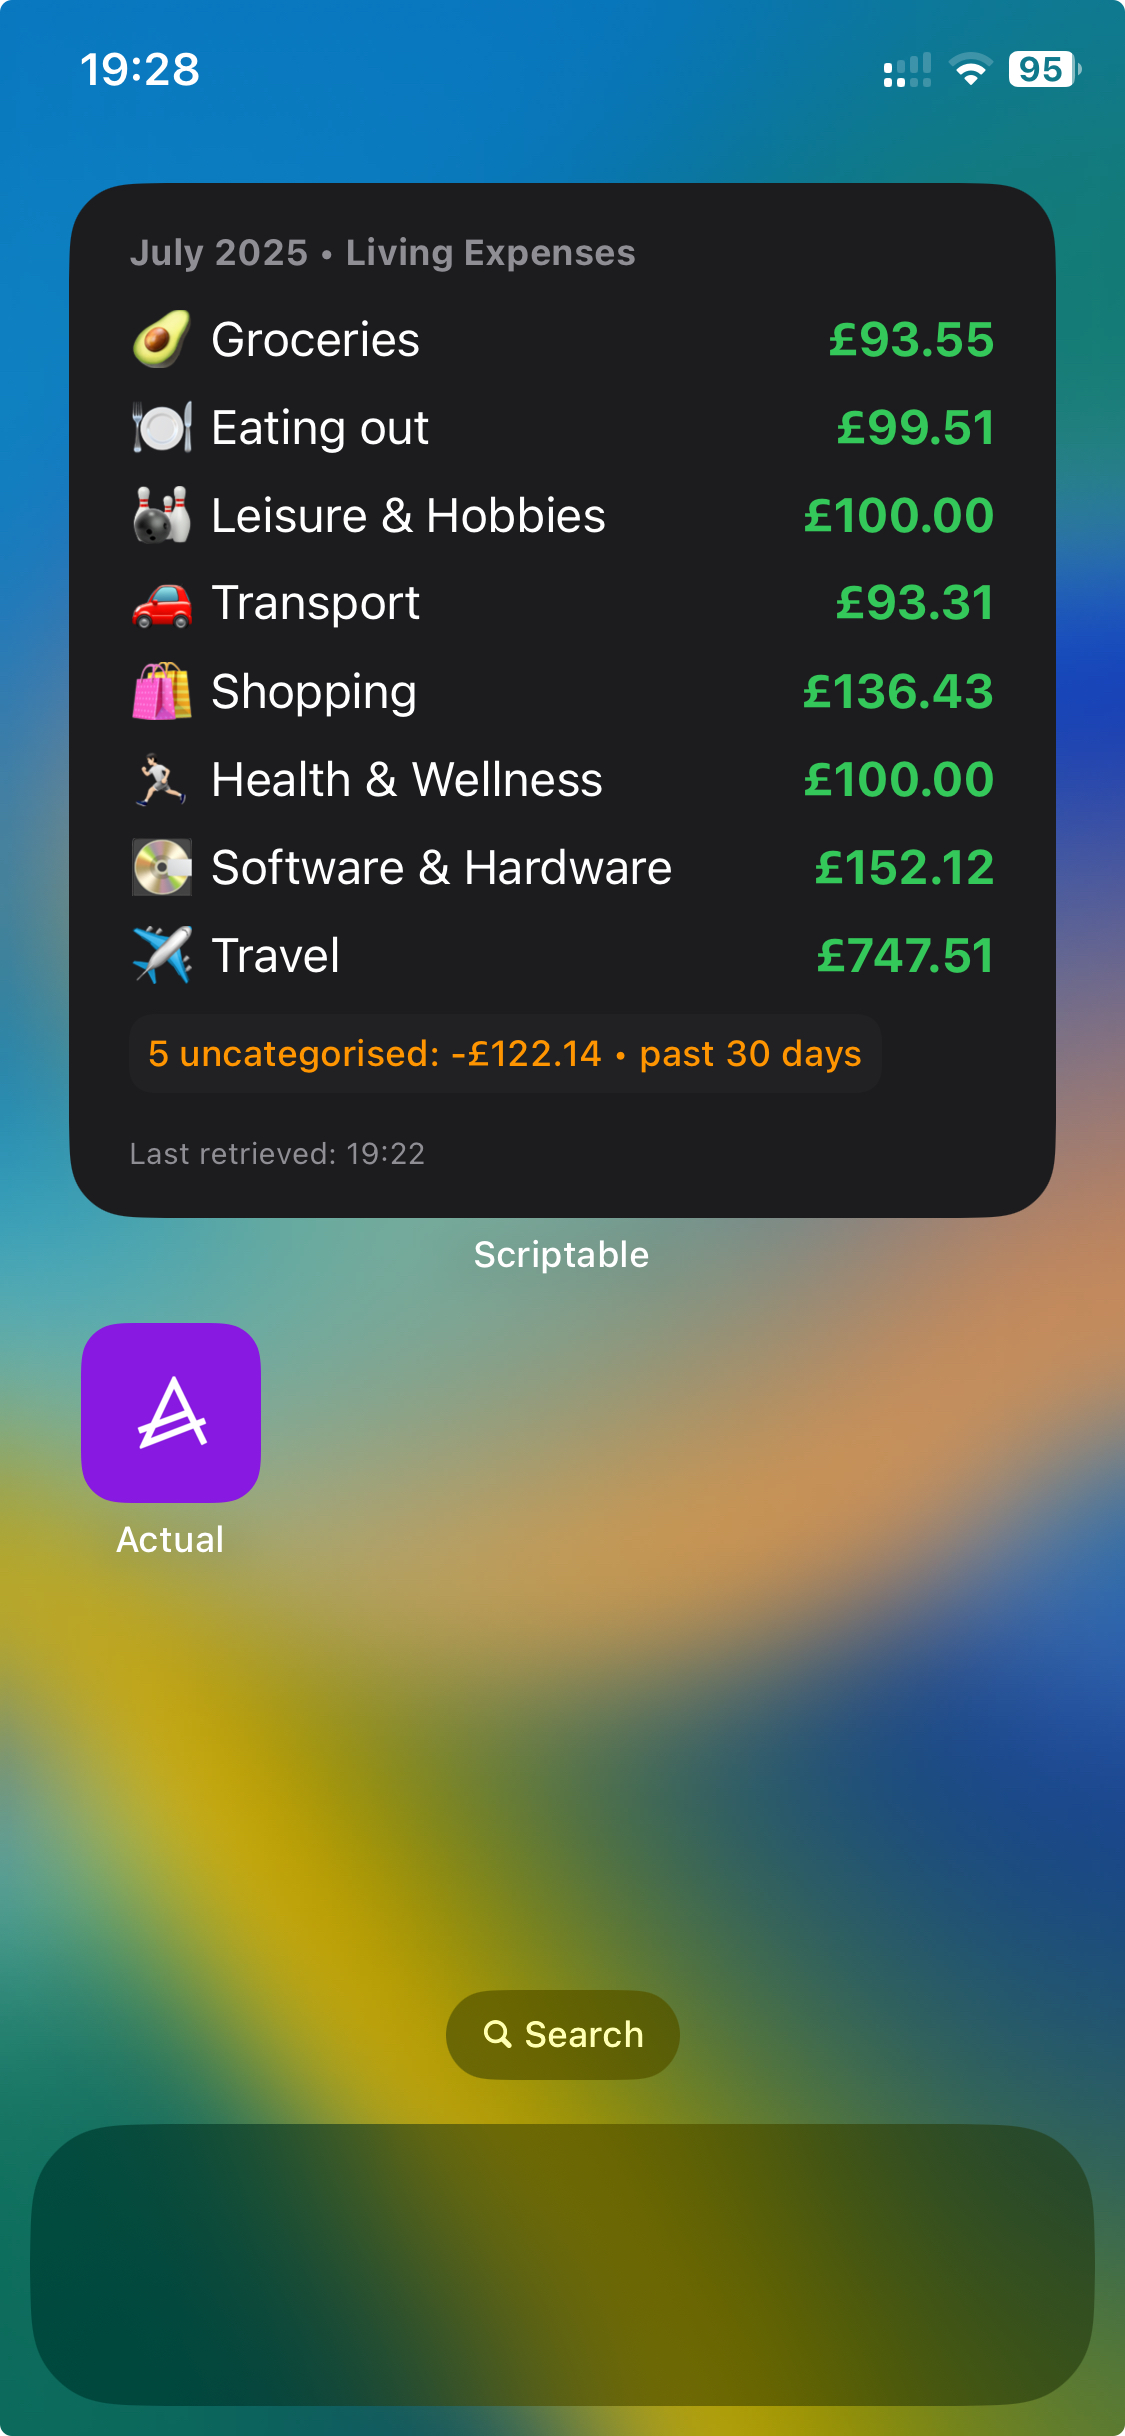 19:28
95
July 2025 • Living Expenses
🥑 Groceries £93.55
🍽️ Eating out £99.51
🎳 Leisure & Hobbies £100.00
🚗 Transport £93.31
🛍️ Shopping £136.43
🏃🏻 Health & Wellness £100.00
💽 Software & Hardware £152.12
✈️ Travel £747.51
5 uncategorised: -£122.14 • past 30 days
Last retrieved: 19:22
Scriptable
Actual
Search